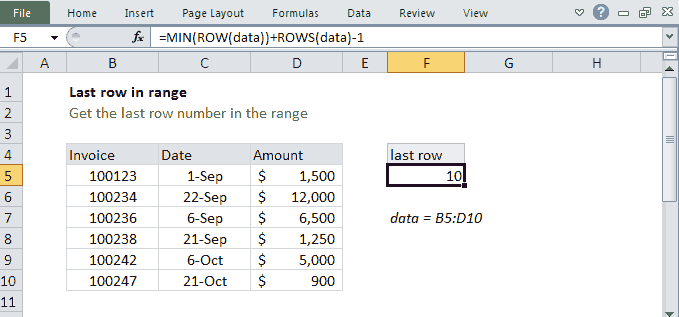 File Home Insert Page Layout Formulas Data Review View
F5 fx =MIN(ROW(data))+ROWS(data)-1
A B C D E F G H
1 Last row in range
2 Get the last row number in the range
3
4 Invoice Date Amount last row
5 100123 1-Sep $ 1,500 10
6 100234 22-Sep $ 12,000
7 100236 6-Sep $ 6,500 data = B5:D10
8 100238 21-Sep $ 1,250
9 100242 6-Oct $ 5,000
10 100247 21-Oct $ 900
11